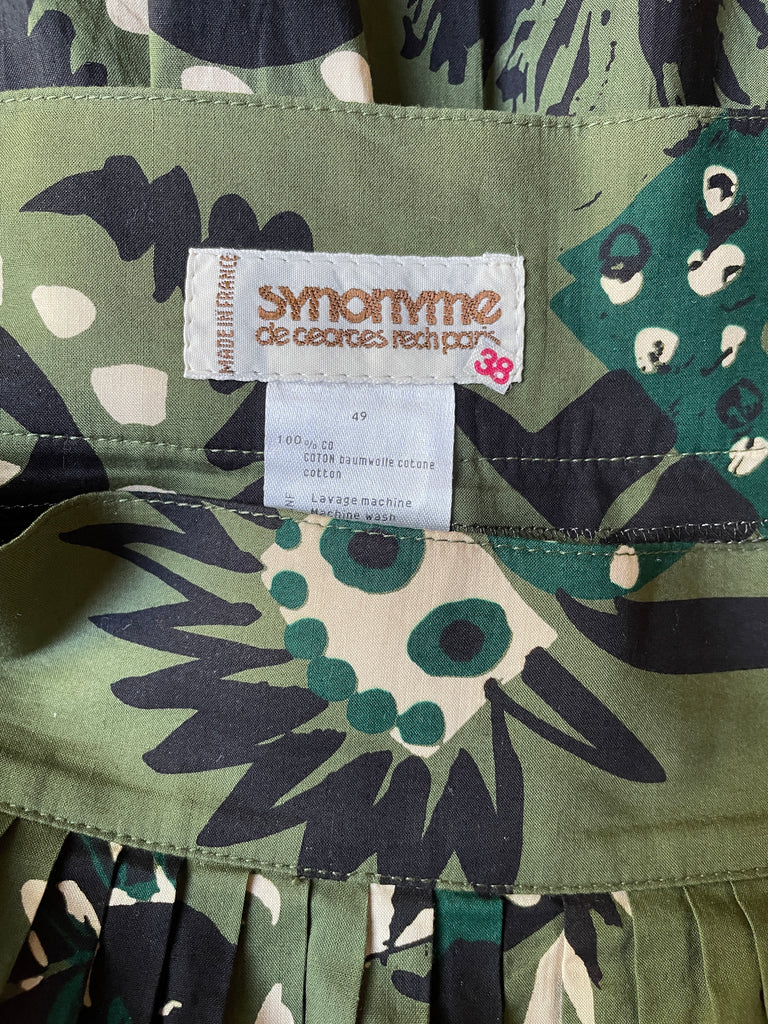 MADE IN FRANCE
synonyme
de georges rech paris
38
49
100% CO
COTON baumwolle cotone
cotton
Lavage machine
Machine wash